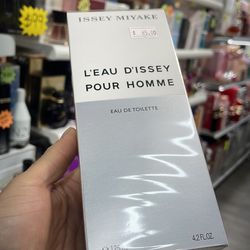 ISSEY MIYAKE
L'EAU D'ISSEY
POUR HOMME
EAU DE TOILETTE
4.2 FL.OZ.